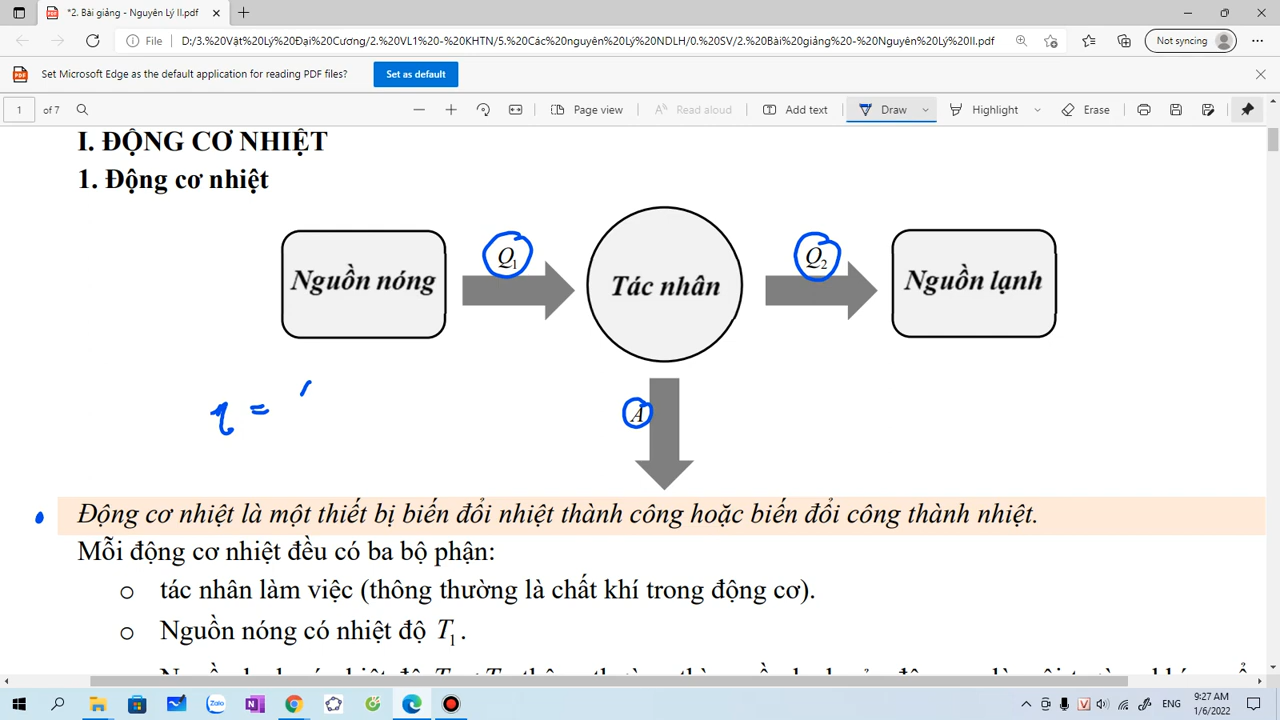 *2. Bài giảng - Nguyên Lý II.pdf
File D:/3.%20Vật%20Lý%20Đại%20Cương/2.%20VL1%20-%20KHTN/5.%20Các%20nguyên%20Lý%20NDLH/0.%20SV/2.%20Bài%20giảng%20-%20Nguyên%20Lý%20II.pdf Not syncing
Set Microsoft Edge as the default application for reading PDF files? Set as default
1 of 7 Page view Read aloud Add text Draw Highlight Erase
I. ĐỘNG CƠ NHIỆT
1. Động cơ nhiệt
Q1 Q2
Nguồn nóng Tác nhân Nguồn lạnh
η =
A
Động cơ nhiệt là một thiết bị biến đổi nhiệt thành công hoặc biến đổi công thành nhiệt.
Mỗi động cơ nhiệt đều có ba bộ phận:
o tác nhân làm việc (thông thường là chất khí trong động cơ).
o Nguồn nóng có nhiệt độ T1.
Zalo
ENG
9:27 AM
1/6/2022